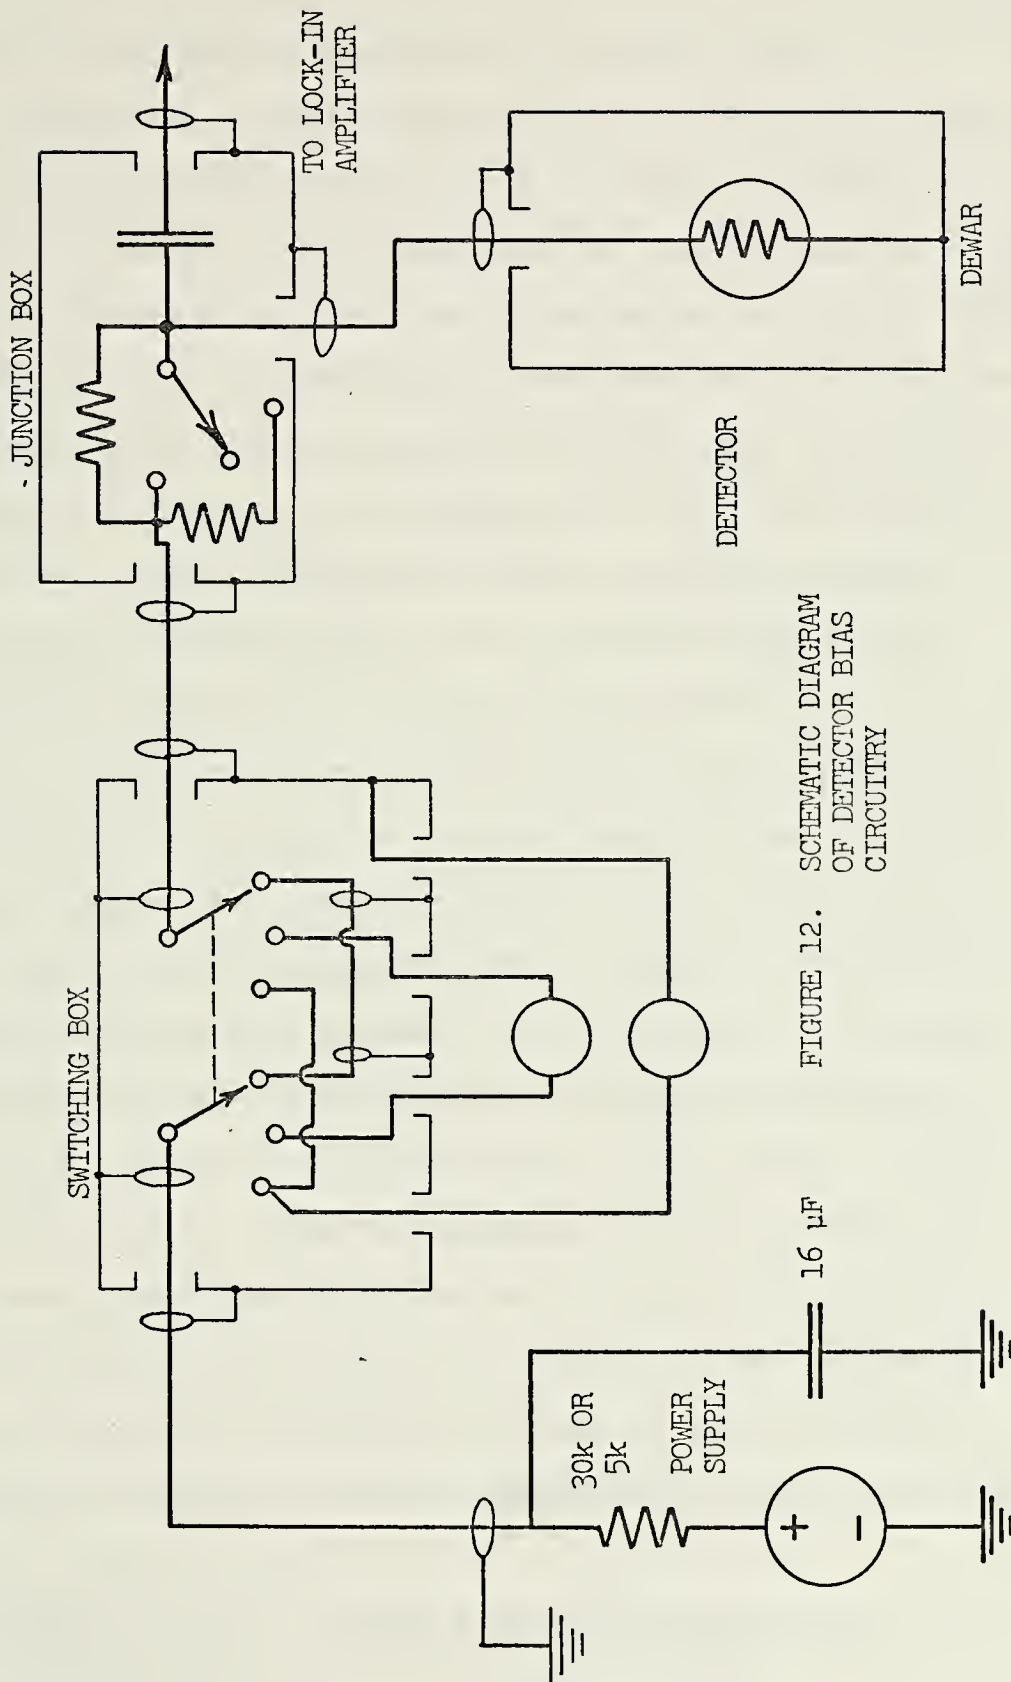 SWITCHING BOX
JUNCTION BOX
TO LOCK-IN
AMPLIFIER
30k OR
5k
POWER
SUPPLY
+
-
16 µF
DETECTOR
DEWAR
FIGURE 12. SCHEMATIC DIAGRAM
OF DETECTOR BIAS
CIRCUITRY